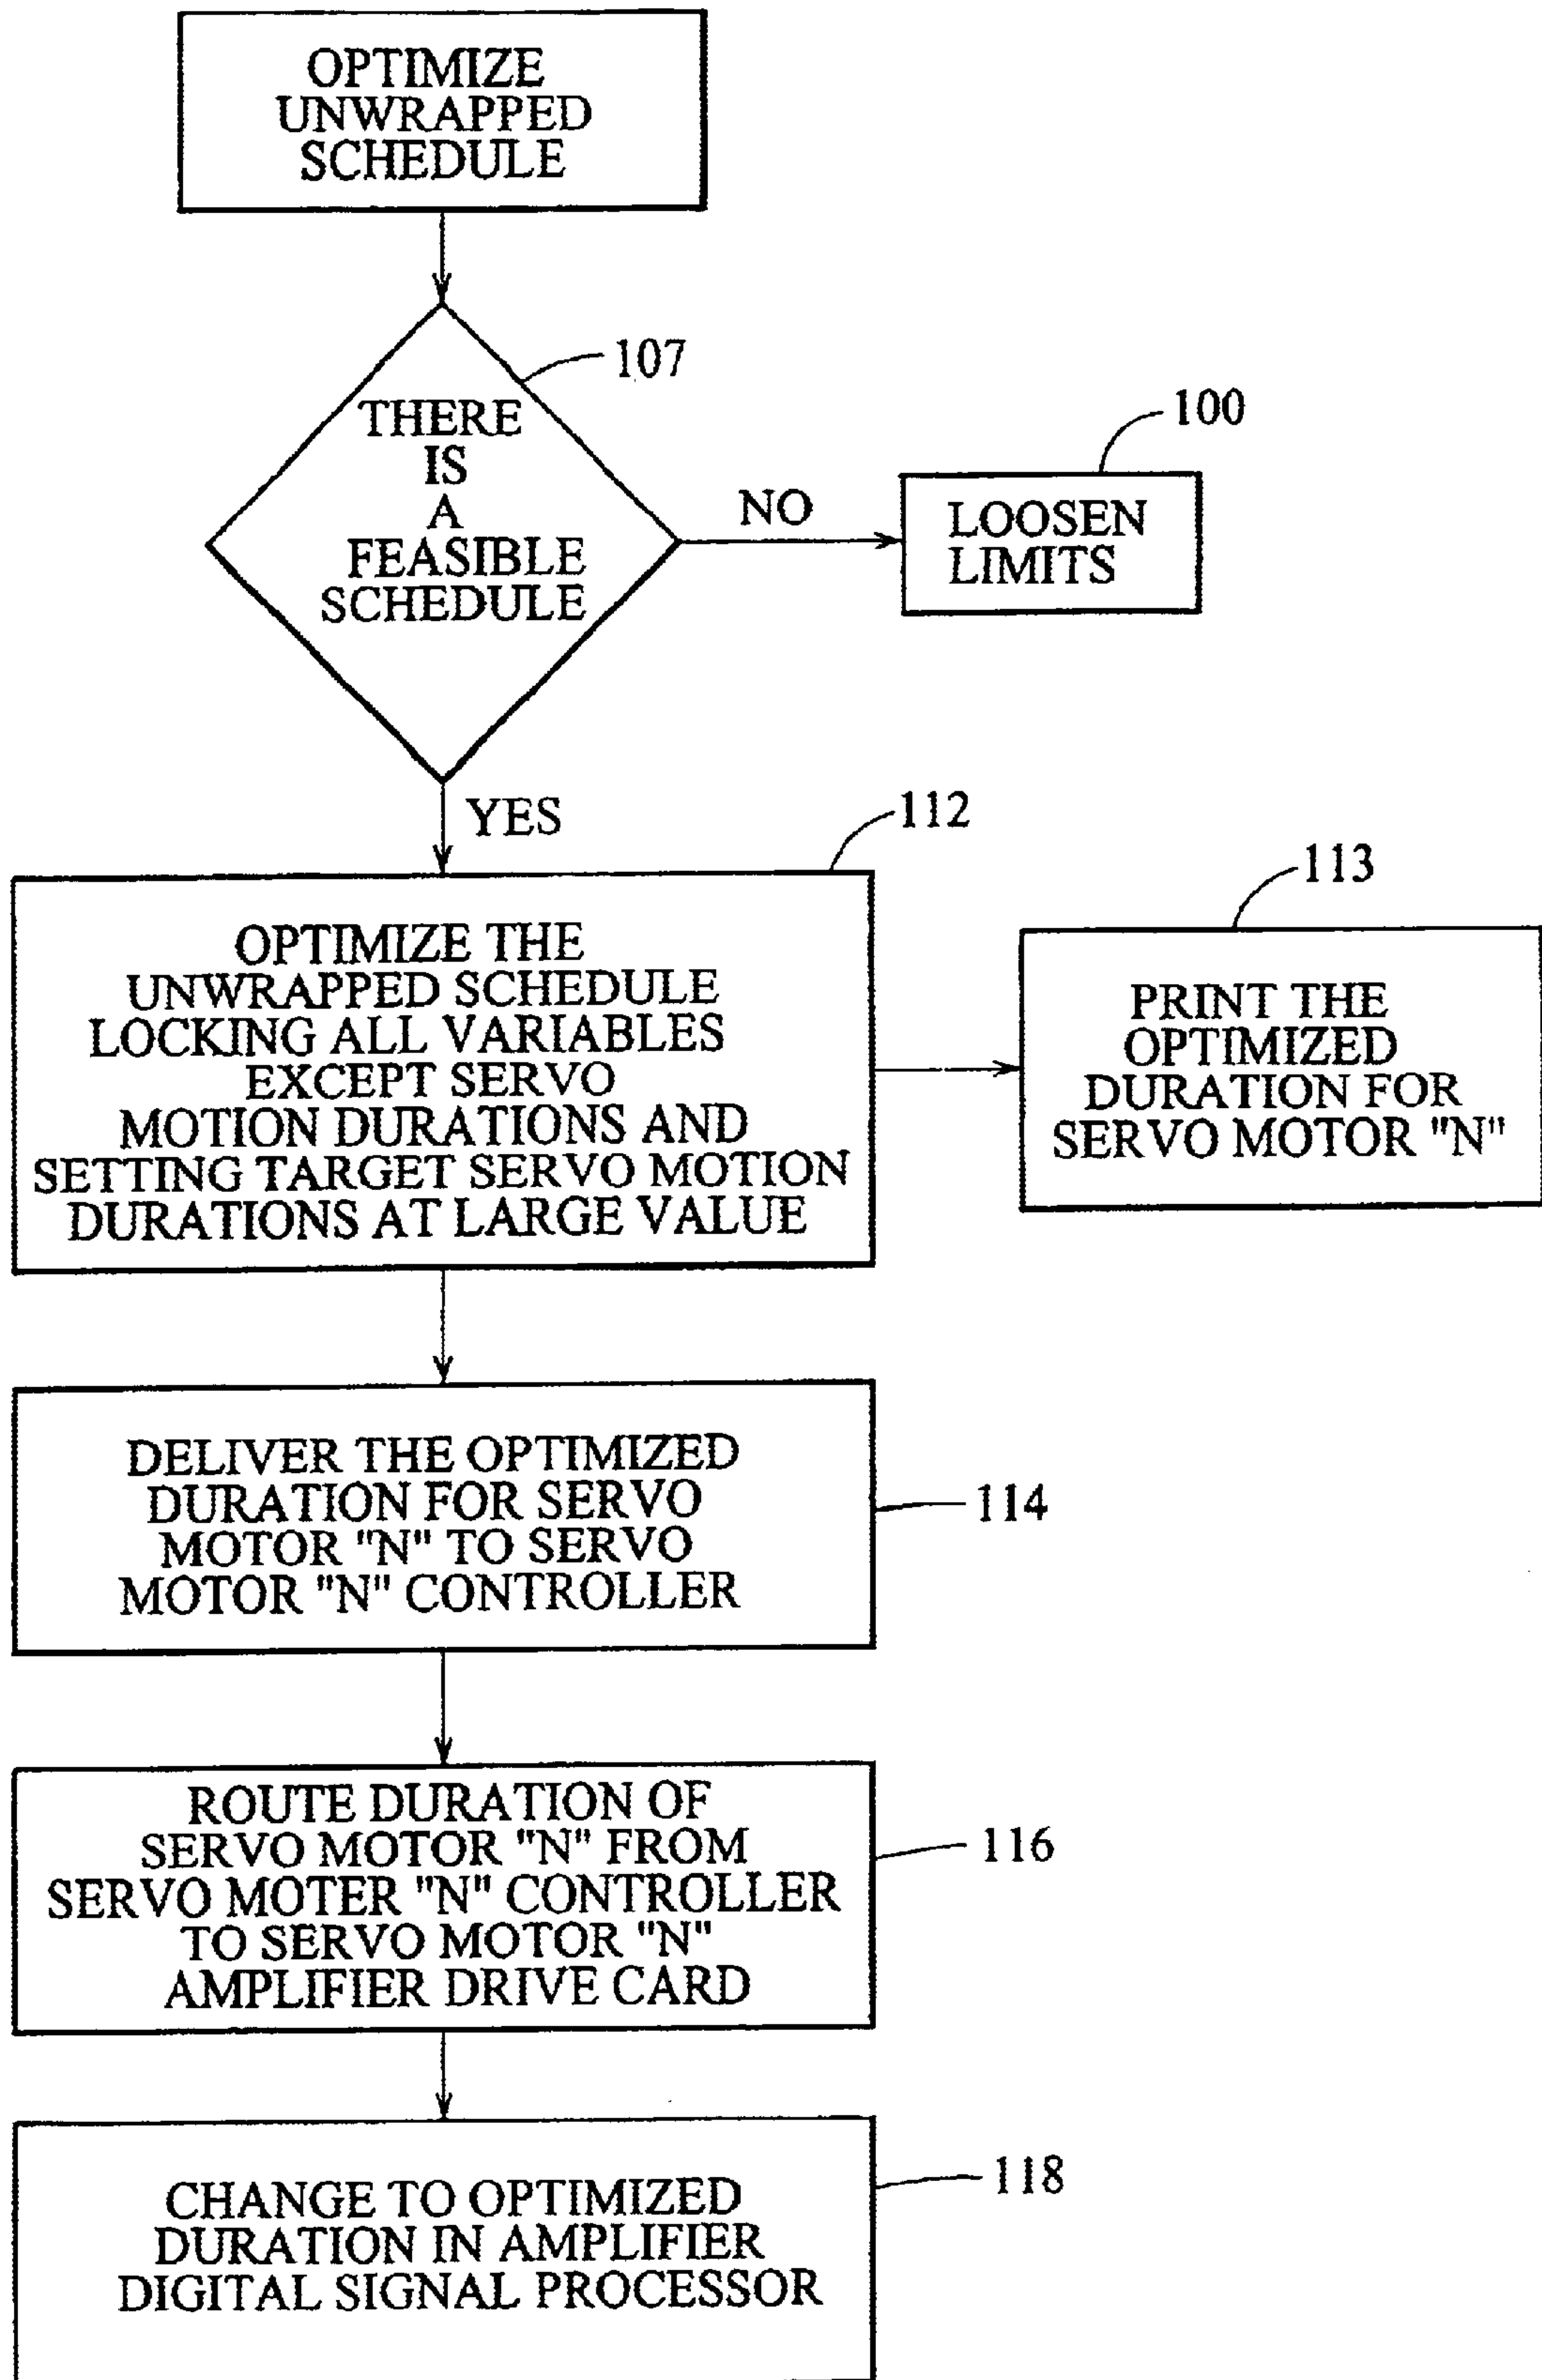 OPTIMIZE
UNWRAPPED
SCHEDULE
107
THERE
IS
A
FEASIBLE
SCHEDULE
NO
100
LOOSEN
LIMITS
YES
112
OPTIMIZE THE
UNWRAPPED SCHEDULE
LOCKING ALL VARIABLES
EXCEPT SERVO
MOTION DURATIONS AND
SETTING TARGET SERVO MOTION
DURATIONS AT LARGE VALUE
113
PRINT THE
OPTIMIZED
DURATION FOR
SERVO MOTOR "N"
DELIVER THE OPTIMIZED
DURATION FOR SERVO
MOTOR "N" TO SERVO
MOTOR "N" CONTROLLER
114
ROUTE DURATION OF
SERVO MOTOR "N" FROM
SERVO MOTER "N" CONTROLLER
TO SERVO MOTOR "N"
AMPLIFIER DRIVE CARD
116
CHANGE TO OPTIMIZED
DURATION IN AMPLIFIER
DIGITAL SIGNAL PROCESSOR
118